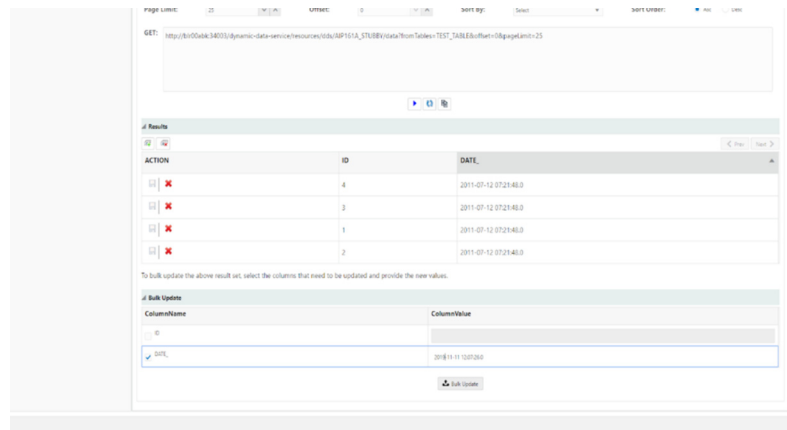 Page Limit: 25 Offset: 0 Sort By: Select Sort Order: Asc Desc
GET: http://blr00abk:34003/dynamic-data-service/resources/dds/AIP161A_STUBBY/data?fromTables=TEST_TABLE&offset=0&pageLimit=25
Results
Prev Next
ACTION ID DATE_
4 2011-07-12 07:21:48.0
3 2011-07-12 07:21:48.0
1 2011-07-12 07:21:48.0
2 2011-07-12 07:21:48.0
To bulk update the above result set, select the columns that need to be updated and provide the new values.
Bulk Update
ColumnName ColumnValue
ID
DATE_
Bulk Update